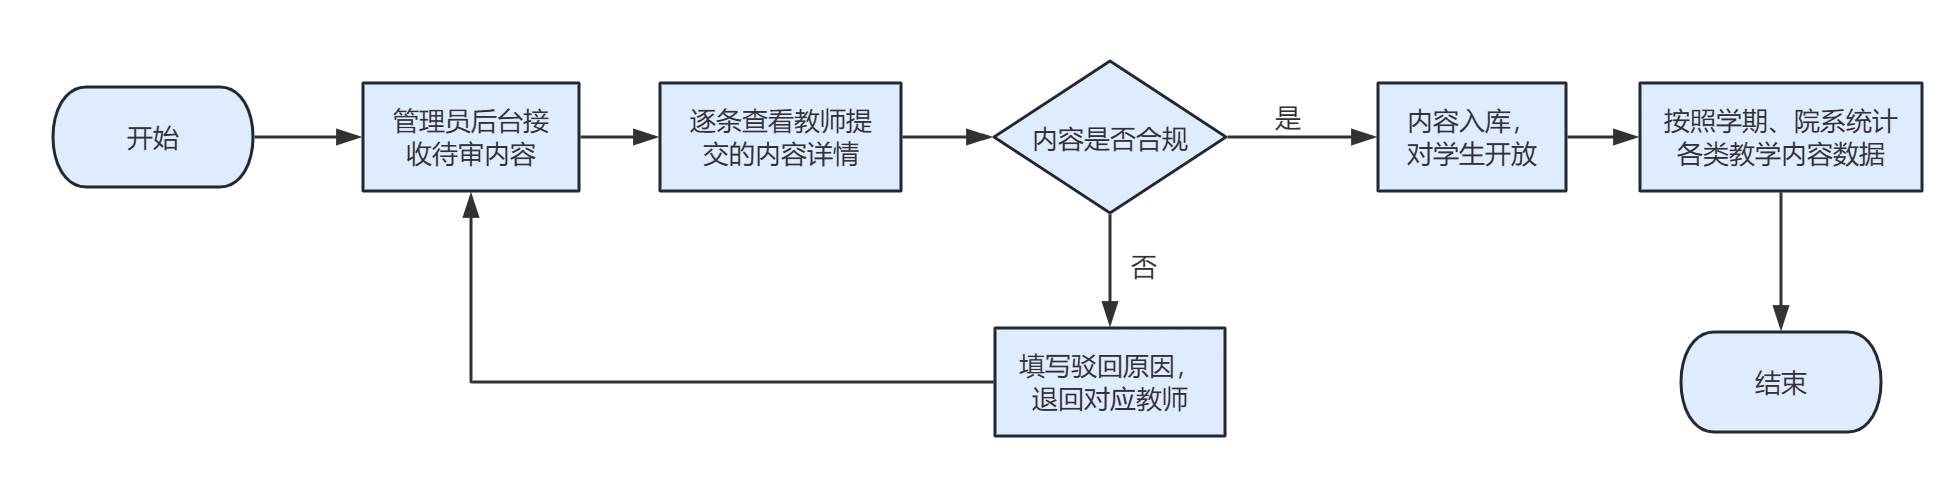 开始
管理员后台接
收待审内容
逐条查看教师提
交的内容详情
内容是否合规
是
内容入库，
对学生开放
按照学期、院系统计
各类教学内容数据
否
填写驳回原因，
退回对应教师
结束